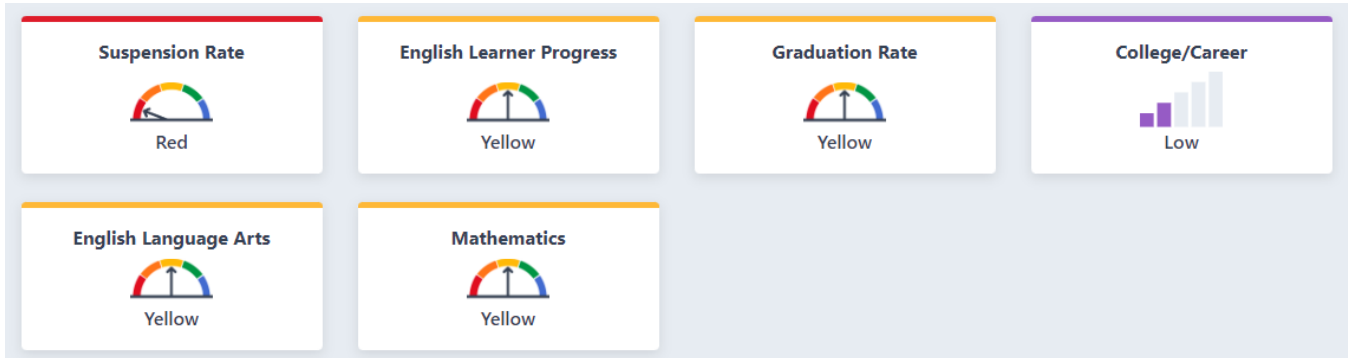 Suspension Rate
Red
English Learner Progress
Yellow
Graduation Rate
Yellow
College/Career
Low
English Language Arts
Yellow
Mathematics
Yellow